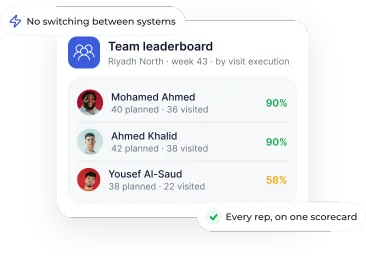 No switching between systems
Team leaderboard
Riyadh North · week 43 · by visit execution
Mohamed Ahmed
40 planned · 36 visited
90%
Ahmed Khalid
42 planned · 38 visited
90%
Yousef Al-Saud
38 planned · 22 visited
58%
Every rep, on one scorecard